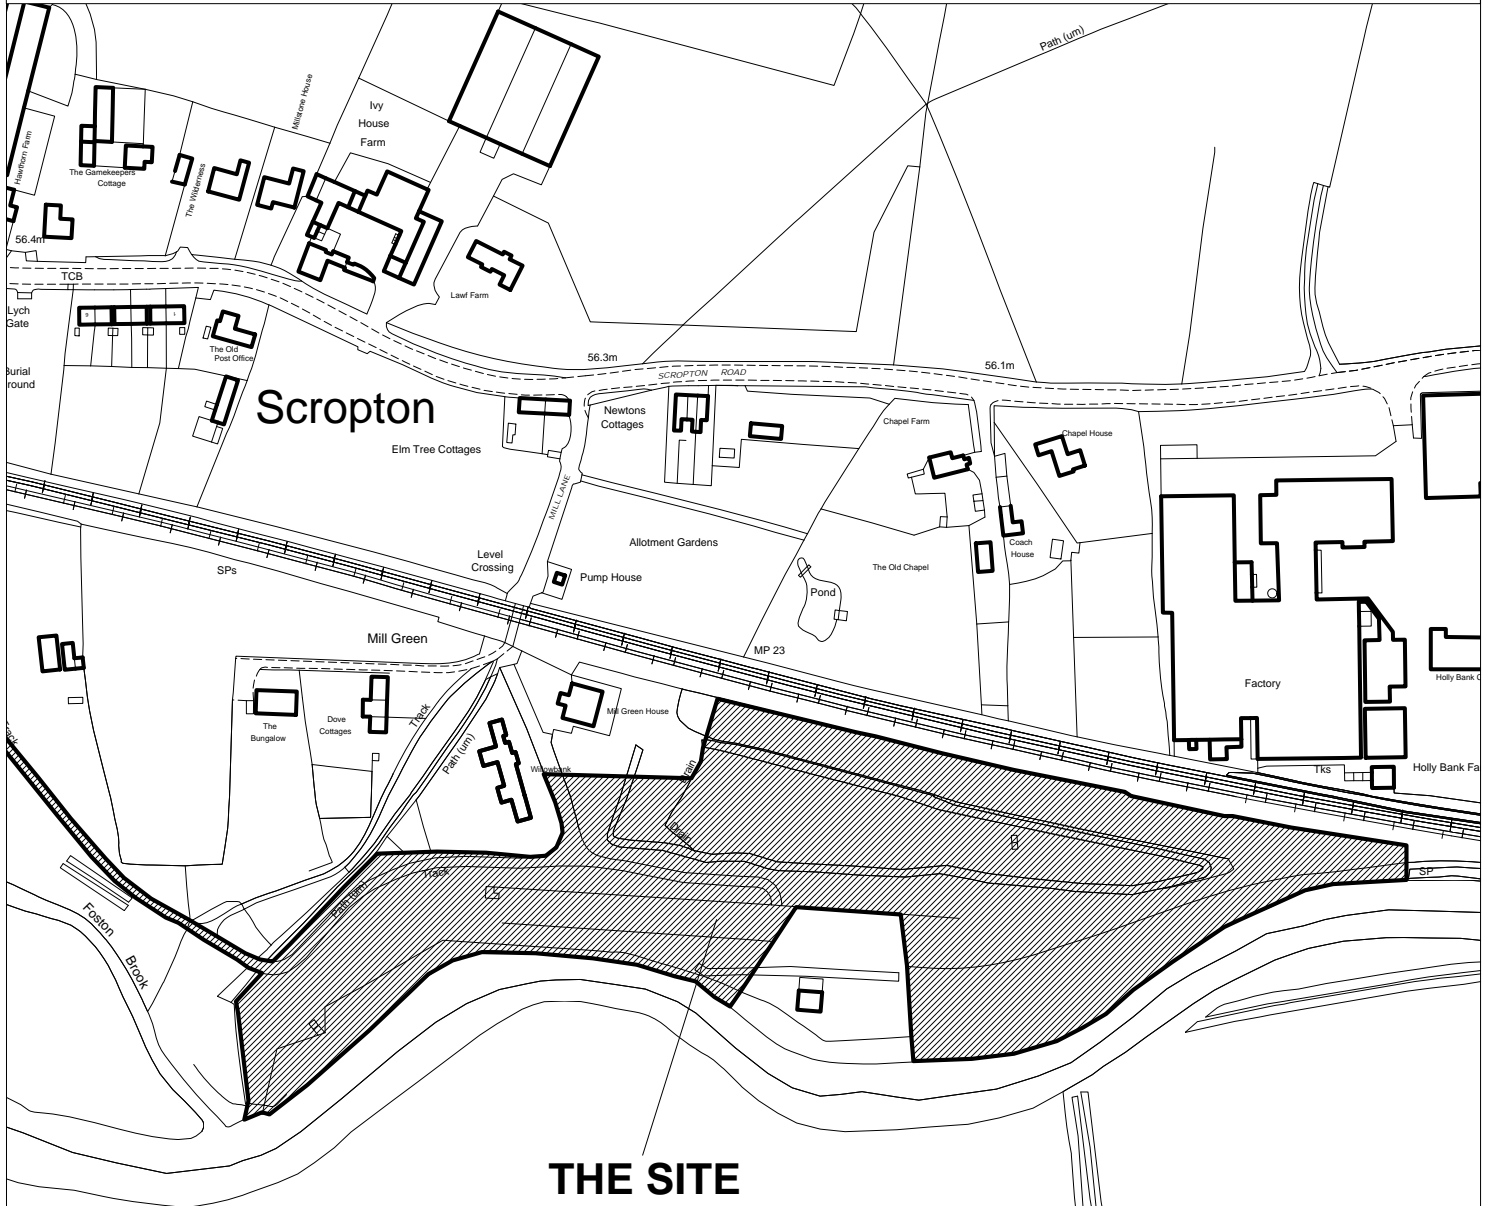 Path (um)
Millstone House
Ivy
House
Farm
Hawthorn Farm
The Gamekeepers
Cottage
The Wilderness
56.4m
TCB
Lawf Farm
Lych
Gate
9
1
The Old
Post Office
56.3m
SCROPTON ROAD
56.1m
Burial
round
Scropton
Newtons
Cottages
Chapel Farm
Chapel House
Elm Tree Cottages
MILL LANE
Level
Crossing
Allotment Gardens
Coach
House
SPs
Pump House
The Old Chapel
Pond
Mill Green
MP 23
Factory
Holly Bank C
Mill Green House
Track
The
Bungalow
Dove
Cottages
Path (um)
Willowbank
Drain
Tks
Holly Bank Fa
Drain
Track
SP
Path (um)
Foston
Brook
THE SITE